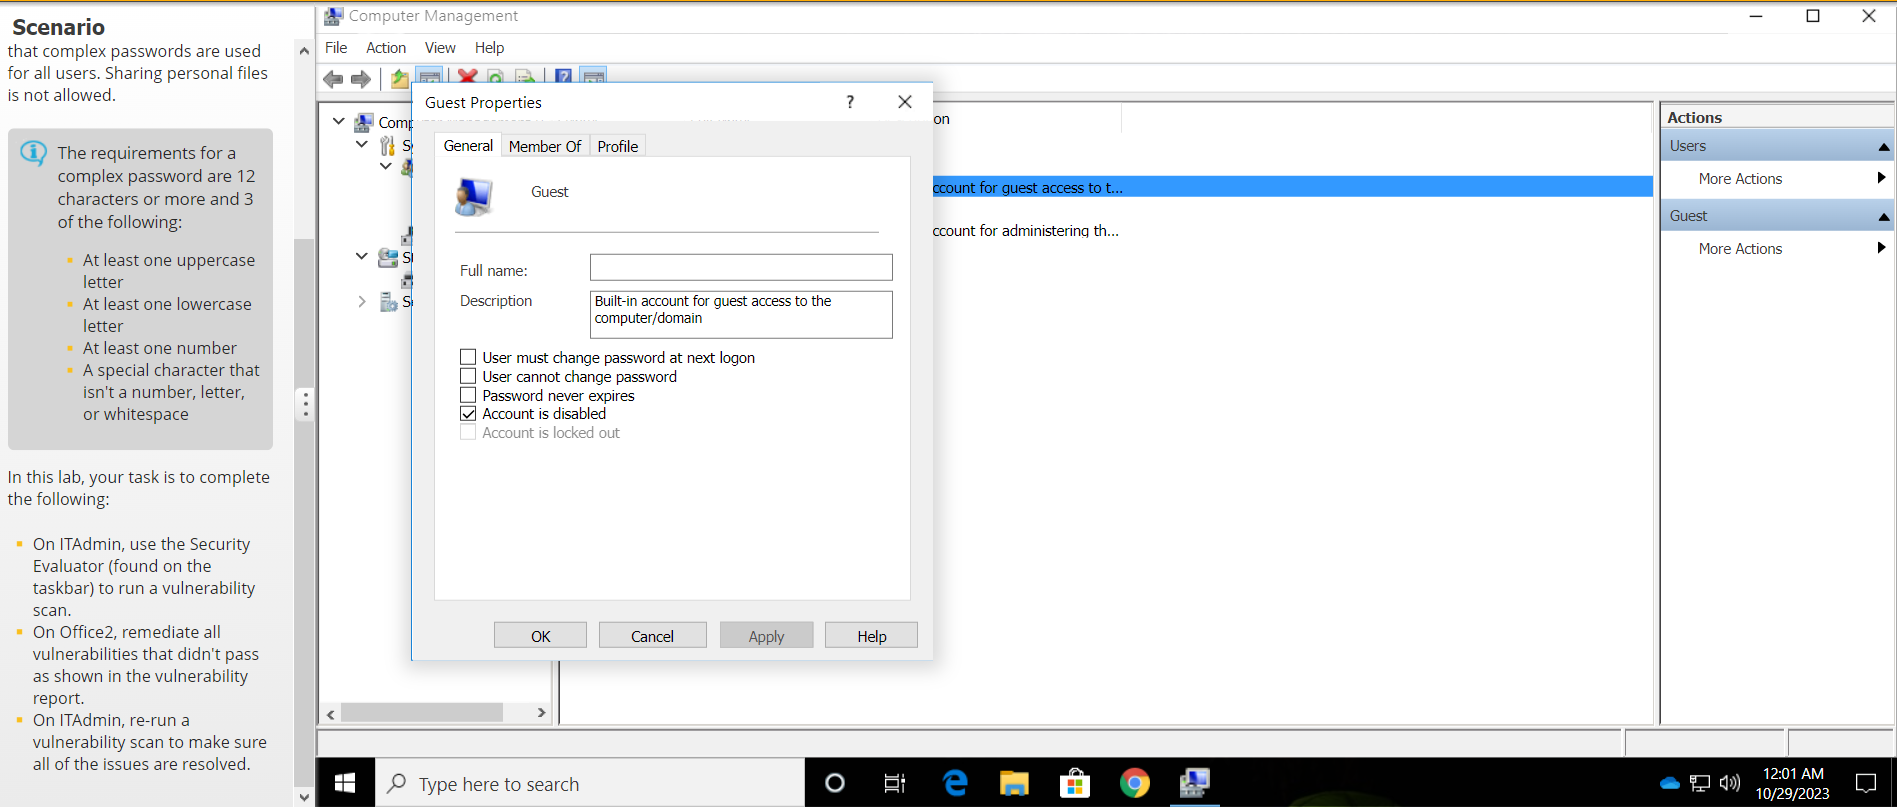 Scenario
that complex passwords are used
for all users. Sharing personal files
is not allowed.
The requirements for a
complex password are 12
characters or more and 3
of the following:
At least one uppercase
letter
At least one lowercase
letter
At least one number
A special character that
isn't a number, letter,
or whitespace
In this lab, your task is to complete
the following:
On ITAdmin, use the Security
Evaluator (found on the
taskbar) to run a vulnerability
scan.
On Office2, remediate all
vulnerabilities that didn't pass
as shown in the vulnerability
report.
On ITAdmin, re-run a
vulnerability scan to make sure
all of the issues are resolved.
Computer Management
File Action View Help
Comp
Sy
St
Se
Guest Properties
?
General Member Of Profile
Guest
Full name:
Description
Built-in account for guest access to the
computer/domain
User must change password at next logon
User cannot change password
Password never expires
Account is disabled
Account is locked out
OK Cancel Apply Help
on
ccount for guest access to t...
ccount for administering th...
Actions
Users
More Actions
Guest
More Actions
Type here to search
12:01 AM
10/29/2023